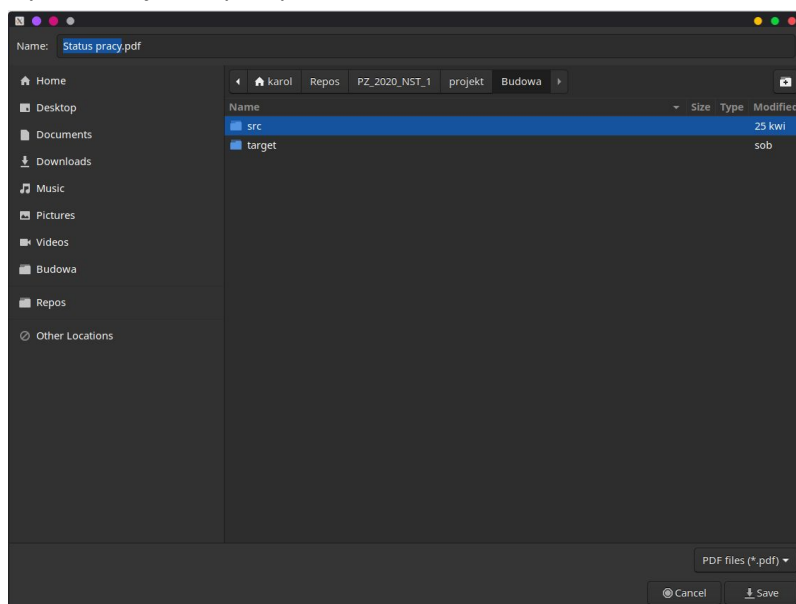 Name: Status pracy.pdf
Home
Desktop
Documents
Downloads
Music
Pictures
Videos
Budowa
Repos
Other Locations
karol Repos PZ_2020_NST_1 projekt Budowa
Name Size Type Modified
src 25 kwi
target sob
PDF files (*.pdf)
Cancel Save